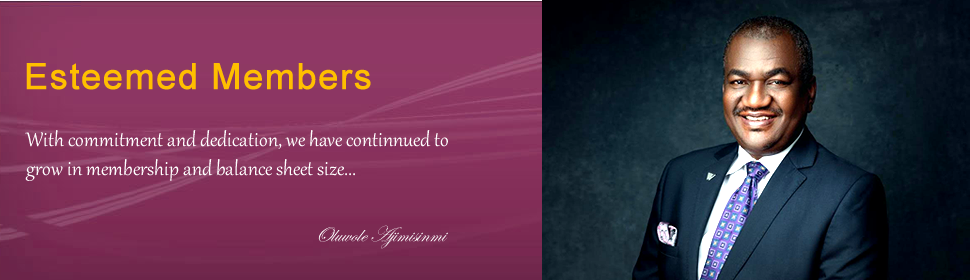 Esteemed Members
With commitment and dedication, we have continnued to
grow in membership and balance sheet size...
Oluwole Ajimisinmi